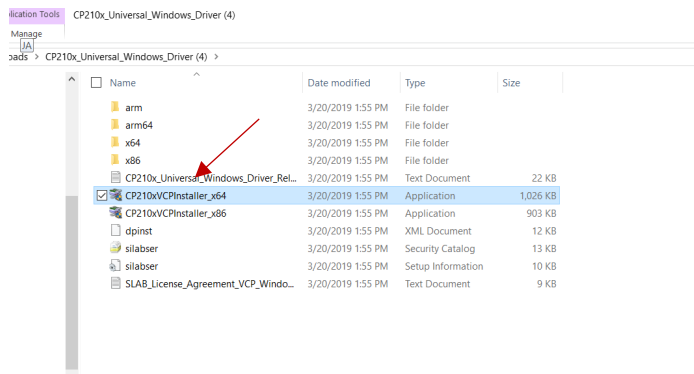 lication Tools CP210x_Universal_Windows_Driver (4)
Manage
JA
oads > CP210x_Universal_Windows_Driver (4) >
Name Date modified Type Size
arm 3/20/2019 1:55 PM File folder
arm64 3/20/2019 1:55 PM File folder
x64 3/20/2019 1:55 PM File folder
x86 3/20/2019 1:55 PM File folder
CP210x_Universal_Windows_Driver_Rel... 3/20/2019 1:55 PM Text Document 22 KB
CP210xVCPInstaller_x64 3/20/2019 1:55 PM Application 1,026 KB
CP210xVCPInstaller_x86 3/20/2019 1:55 PM Application 903 KB
dpinst 3/20/2019 1:55 PM XML Document 12 KB
silabser 3/20/2019 1:55 PM Security Catalog 13 KB
silabser 3/20/2019 1:55 PM Setup Information 10 KB
SLAB_License_Agreement_VCP_Windo... 3/20/2019 1:55 PM Text Document 9 KB